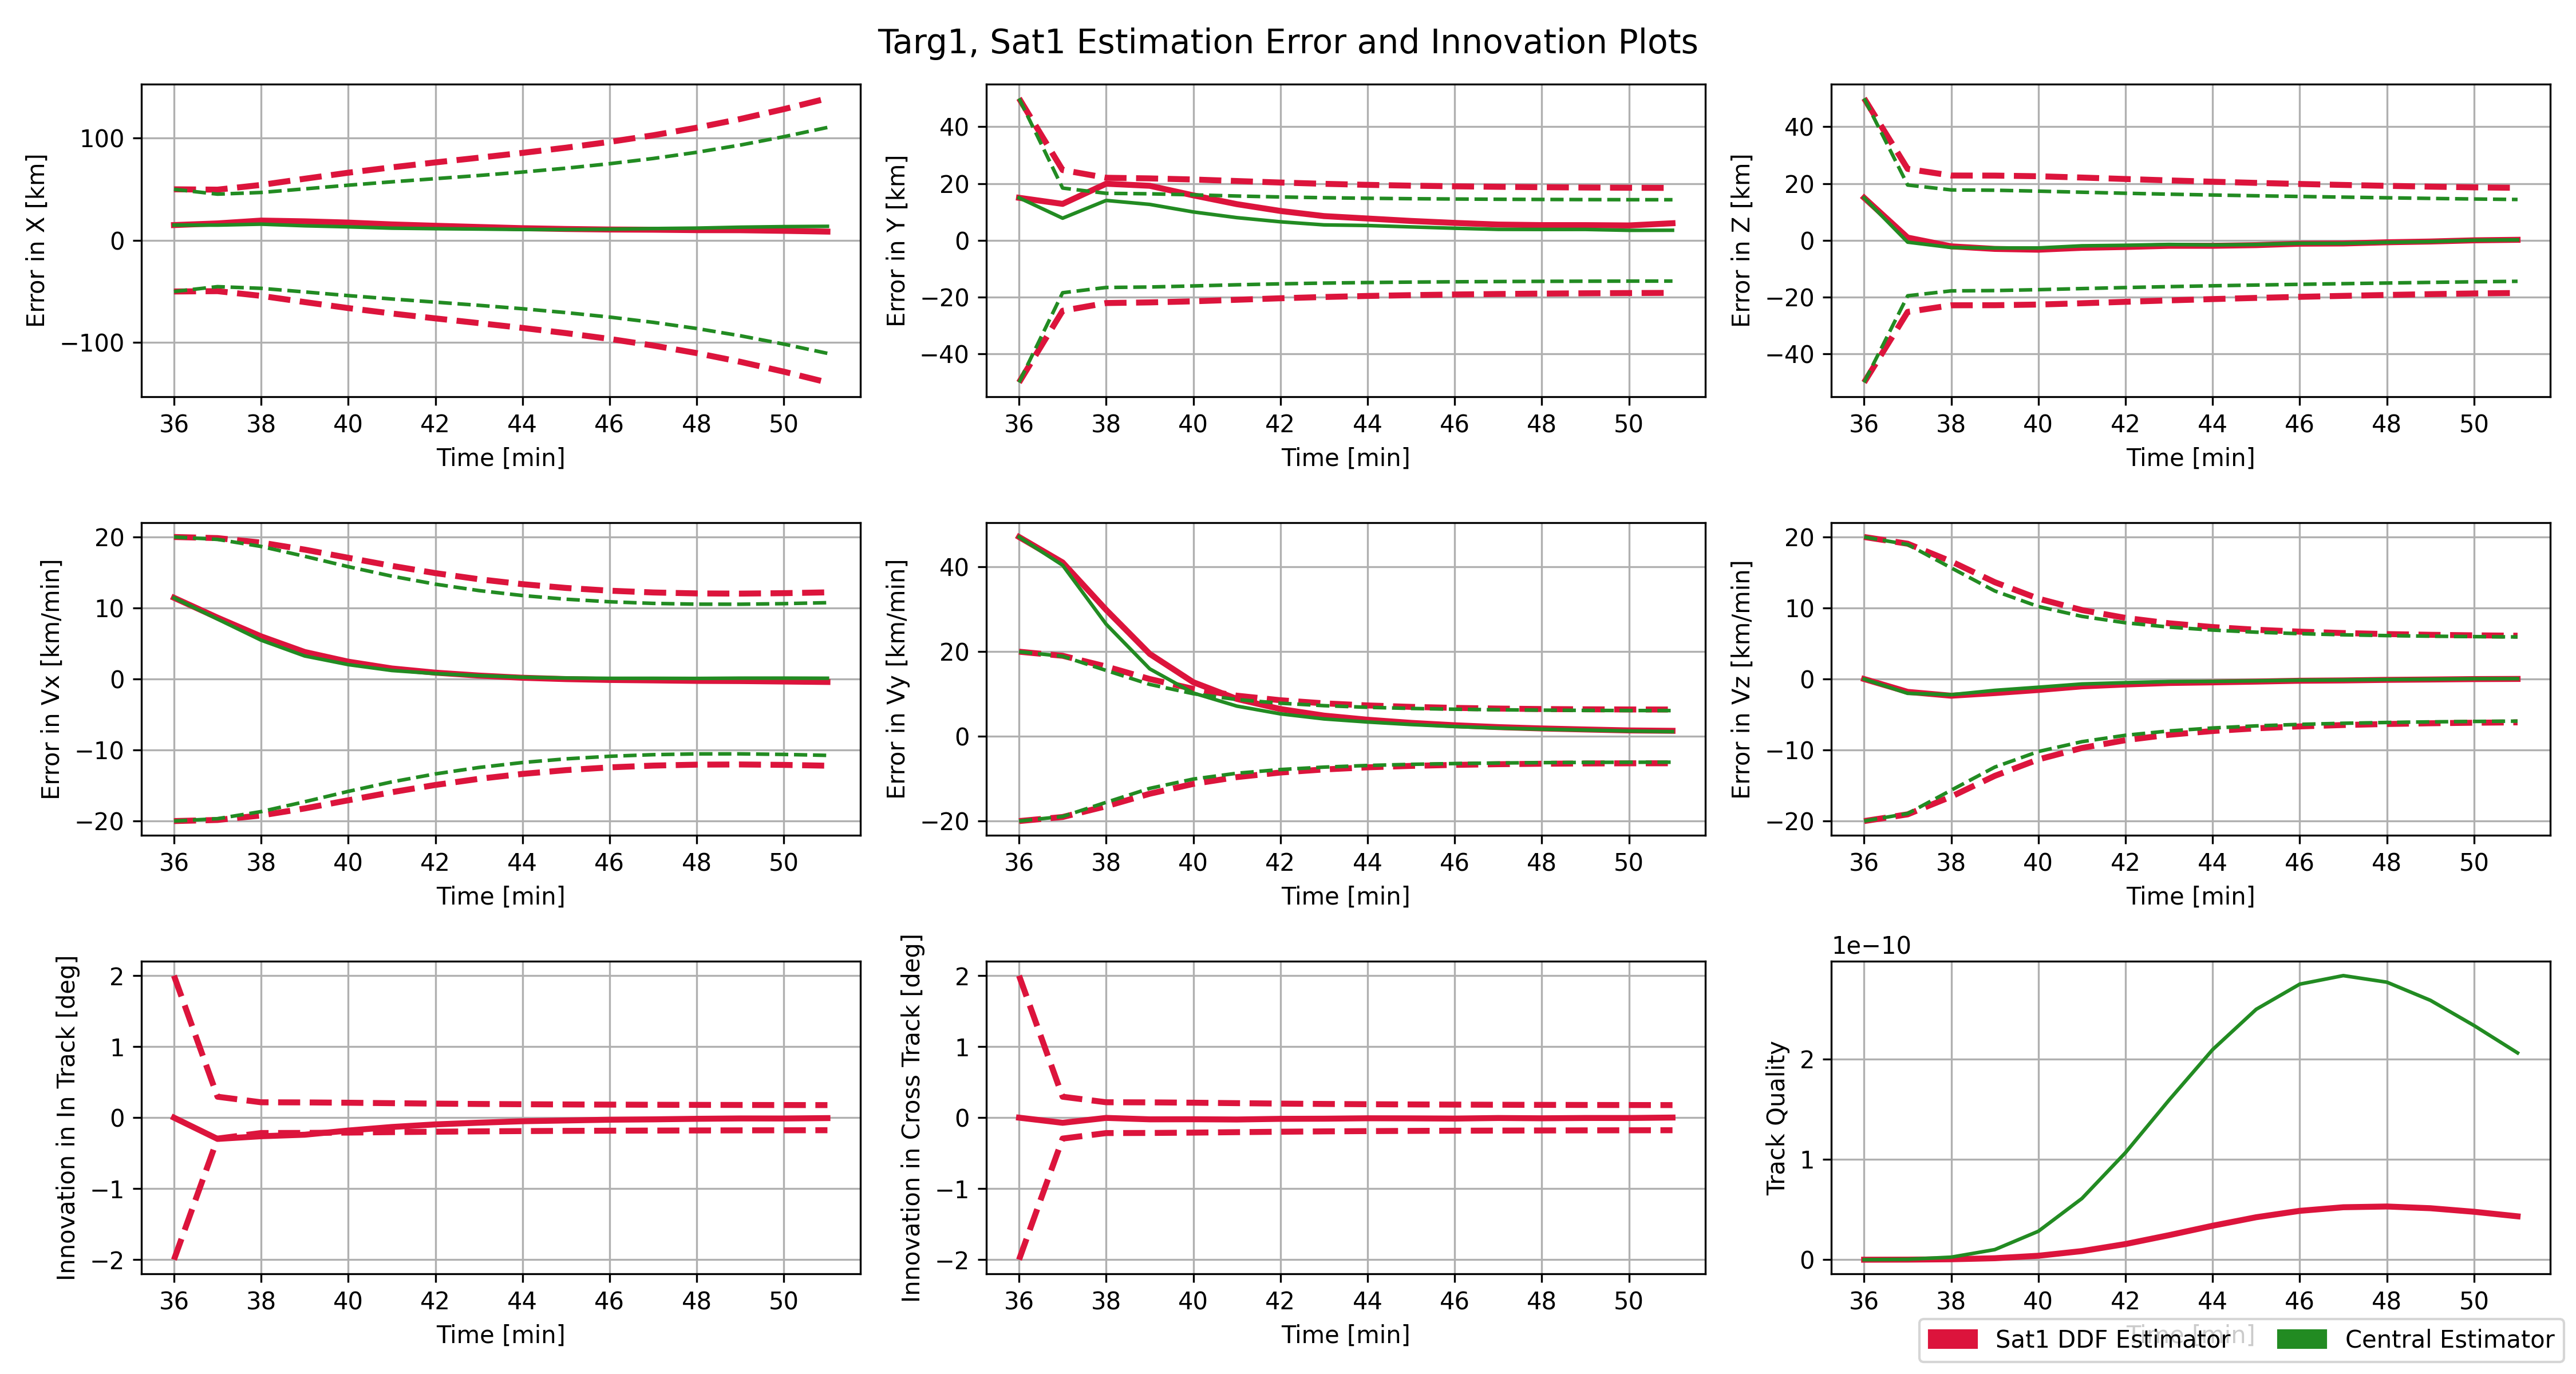 Targ1, Sat1 Estimation Error and Innovation Plots
Error in X [km]
100
0
−100
36 38 40 42 44 46 48 50
Time [min]
Error in Y [km]
40
20
0
−20
−40
36 38 40 42 44 46 48 50
Time [min]
Error in Z [km]
40
20
0
−20
−40
36 38 40 42 44 46 48 50
Time [min]
Error in Vx [km/min]
20
10
0
−10
−20
36 38 40 42 44 46 48 50
Time [min]
Error in Vy [km/min]
40
20
0
−20
36 38 40 42 44 46 48 50
Time [min]
Error in Vz [km/min]
20
10
0
−10
−20
36 38 40 42 44 46 48 50
Time [min]
Innovation in In Track [deg]
2
1
0
−1
−2
36 38 40 42 44 46 48 50
Time [min]
Innovation in Cross Track [deg]
2
1
0
−1
−2
36 38 40 42 44 46 48 50
Time [min]
1e−10
Track Quality
2
1
0
36 38 40 42 44 46 48 50
Time [min]
Sat1 DDF Estimator
Central Estimator